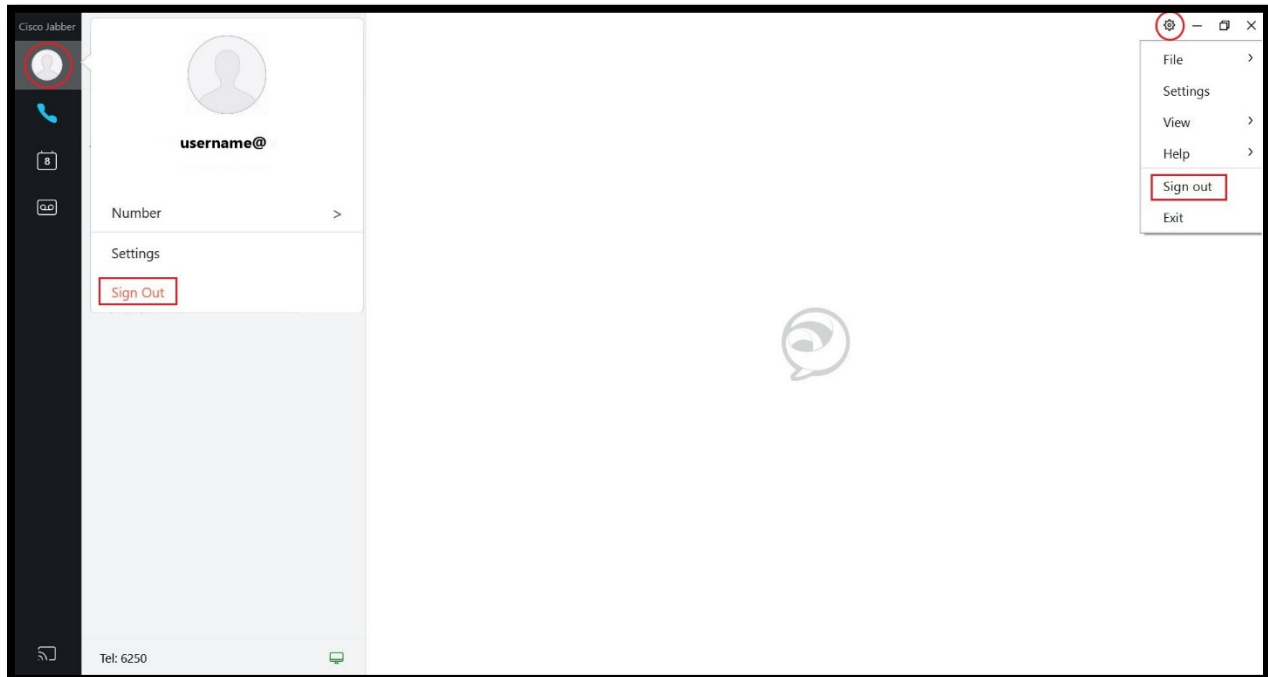 Cisco Jabber
8
username@
Number >
Settings
Sign Out
Tel: 6250
File >
Settings
View >
Help >
Sign out
Exit